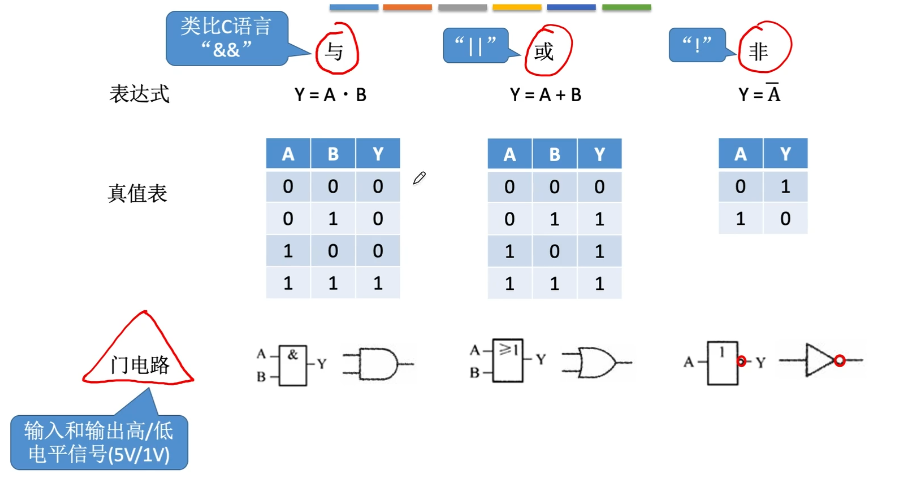 类比C语言
“&&”
与
“||”
或
“!”
非
表达式
Y = A · B
Y = A + B
Y = A̅
真值表
A B Y
0 0 0
0 1 0
1 0 0
1 1 1
A B Y
0 0 0
0 1 1
1 0 1
1 1 1
A Y
0 1
1 0
门电路
A
B
&
Y
A
B
≥1
Y
A
1
Y
输入和输出高/低
电平信号(5V/1V)